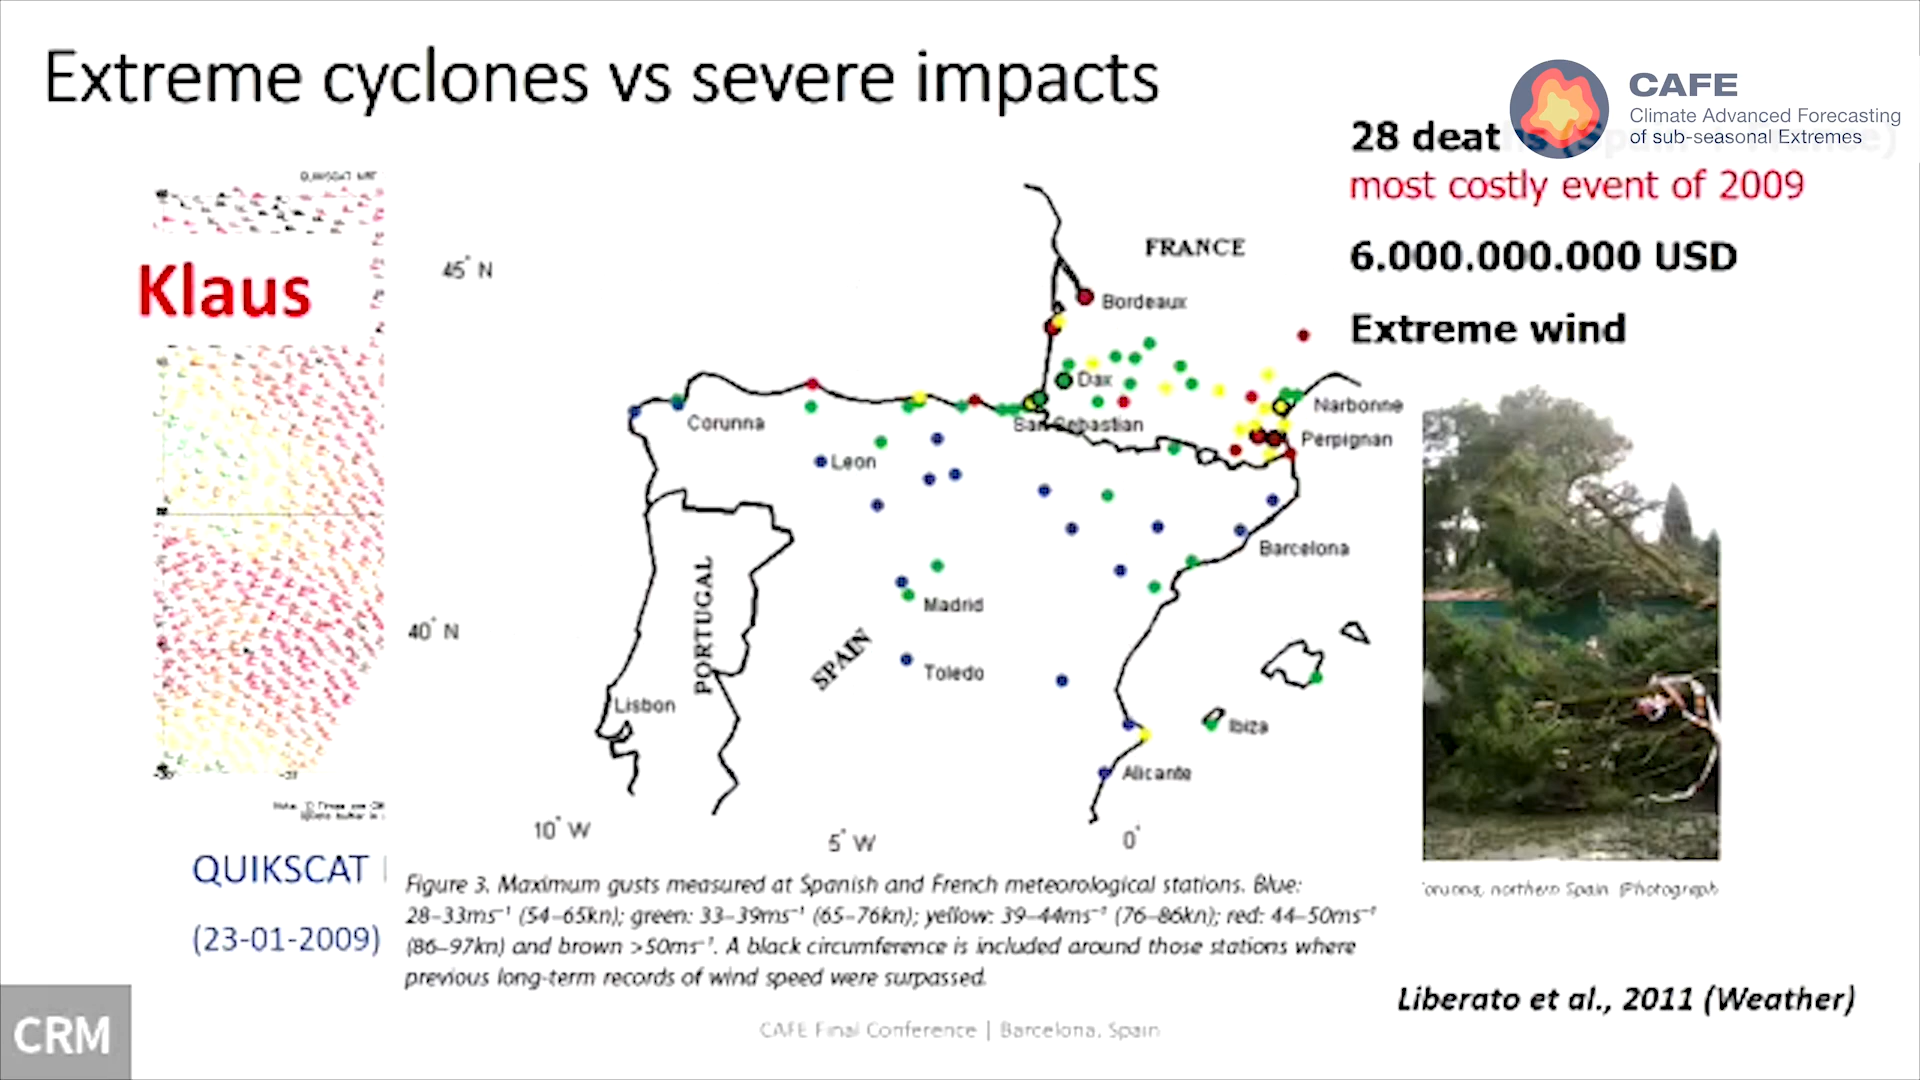 Extreme cyclones vs severe impacts
CAFE
Climate Advanced Forecasting
of sub-seasonal Extremes
28 deat
most costly event of 2009
6.000.000.000 USD
Extreme wind
Klaus
45° N
FRANCE
Bordeaux
Dax
Narbonne
Corunna
San Sebastian
Perpignan
Leon
Barcelona
Madrid
40° N
PORTUGAL
SPAIN
Toledo
Lisbon
Ibiza
Alicante
10° W
5° W
0°
QUIKSCAT
(23-01-2009)
Figure 3. Maximum gusts measured at Spanish and French meteorological stations. Blue:
28–33ms⁻¹ (54–65kn); green: 33–39ms⁻¹ (65–76kn); yellow: 39–44ms⁻¹ (76–86kn); red: 44–50ms⁻¹
(86–97kn) and brown >50ms⁻¹. A black circumference is included around those stations where
previous long-term records of wind speed were surpassed.
northern Spain (Photograph
Liberato et al., 2011 (Weather)
CRM
CAFE Final Conference | Barcelona, Spain